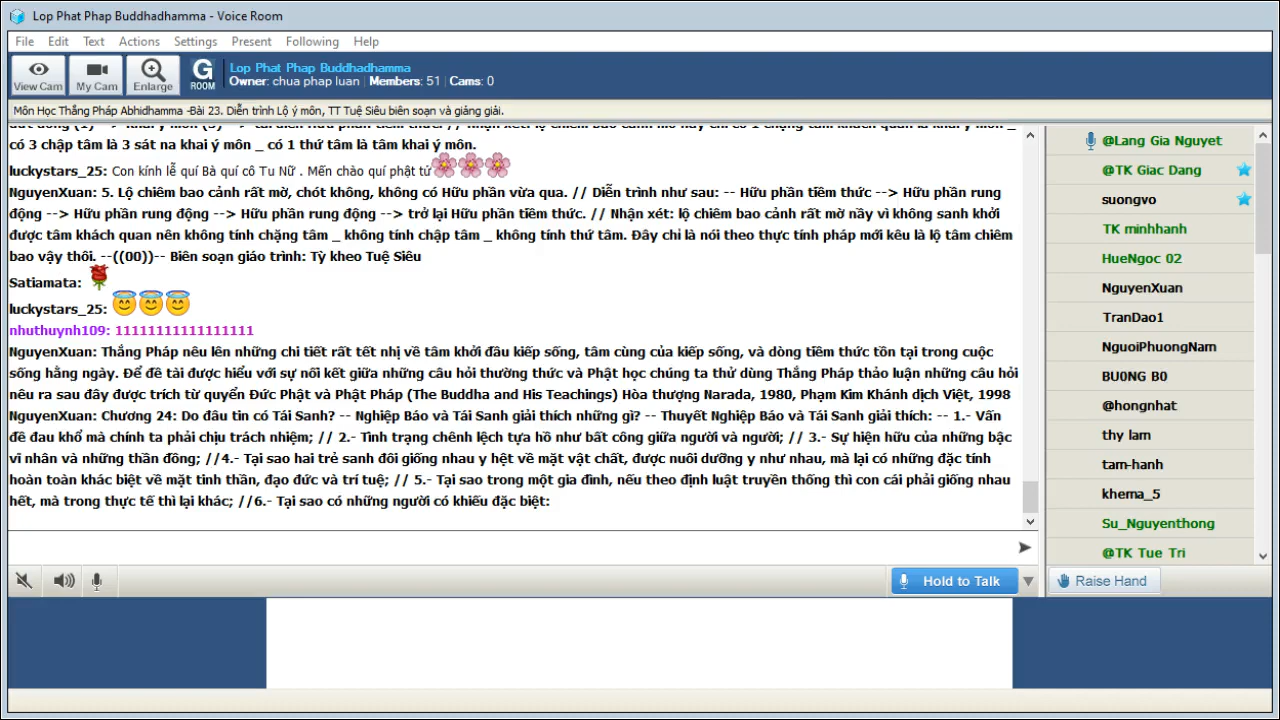 Lop Phat Phap Buddhadhamma - Voice Room
File Edit Text Actions Settings Present Following Help
View Cam My Cam Enlarge G ROOM
Lop Phat Phap Buddhadhamma
Owner: chua phap luan Members: 51 Cams: 0
Môn Học Thắng Pháp Abhidhamma -Bài 23. Diễn trình Lộ ý môn, TT Tuệ Siêu biên soạn và giảng giải.
có 3 chập tâm là 3 sát na khai ý môn _ có 1 thứ tâm là tâm khai ý môn.
luckystars_25: Con kính lễ quí Bà quí cô Tu Nữ . Mến chào quí phật tử
NguyenXuan: 5. Lộ chiêm bao cảnh rất mờ, chót không, không có Hữu phần vừa qua. // Diễn trình như sau: -- Hữu phần tiềm thức --> Hữu phần rung
động --> Hữu phần rung động --> Hữu phần rung động --> trở lại Hữu phần tiềm thức. // Nhận xét: lộ chiêm bao cảnh rất mờ nầy vì không sanh khởi
được tâm khách quan nên không tính chặng tâm _ không tính chập tâm _ không tính thứ tâm. Đây chỉ là nói theo thực tính pháp mới kêu là lộ tâm chiêm
bao vậy thôi. --((00))-- Biên soạn giáo trình: Tỳ kheo Tuệ Siêu
Satiamata:
luckystars_25:
nhuthuynh109: 11111111111111111
NguyenXuan: Thắng Pháp nêu lên những chi tiết rất tết nhị về tâm khởi đầu kiếp sống, tâm cùng của kiếp sống, và dòng tiềm thức tồn tại trong cuộc
sống hằng ngày. Để đề tài được hiểu với sự nối kết giữa những câu hỏi thường thức và Phật học chúng ta thử dùng Thắng Pháp thảo luận những câu hỏi
nêu ra sau đây được trích từ quyển Đức Phật và Phật Pháp (The Buddha and His Teachings) Hòa thượng Narada, 1980, Phạm Kim Khánh dịch Việt, 1998
NguyenXuan: Chương 24: Do đâu tin có Tái Sanh? -- Nghiệp Báo và Tái Sanh giải thích những gì? -- Thuyết Nghiệp Báo và Tái Sanh giải thích: -- 1.- Vấn
đề đau khổ mà chính ta phải chịu trách nhiệm; // 2.- Tình trạng chênh lệch tựa hồ như bất công giữa người và người; // 3.- Sự hiện hữu của những bậc
vĩ nhân và những thần đồng; //4.- Tại sao hai trẻ sanh đôi giống nhau y hệt về mặt vật chất, được nuôi dưỡng y như nhau, mà lại có những đặc tính
hoàn toàn khác biệt về mặt tinh thần, đạo đức và trí tuệ; // 5.- Tại sao trong một gia đình, nếu theo định luật truyền thống thì con cái phải giống nhau
hết, mà trong thực tế thì lại khác; //6.- Tại sao có những người có khiếu đặc biệt:
@Lang Gia Nguyet
@TK Giac Dang
suongvo
TK minhhanh
HueNgoc 02
NguyenXuan
TranDao1
NguoiPhuongNam
BU0NG B0
@hongnhat
thy lam
tam-hanh
khema_5
Su_Nguyenthong
@TK Tue Tri
Hold to Talk
Raise Hand